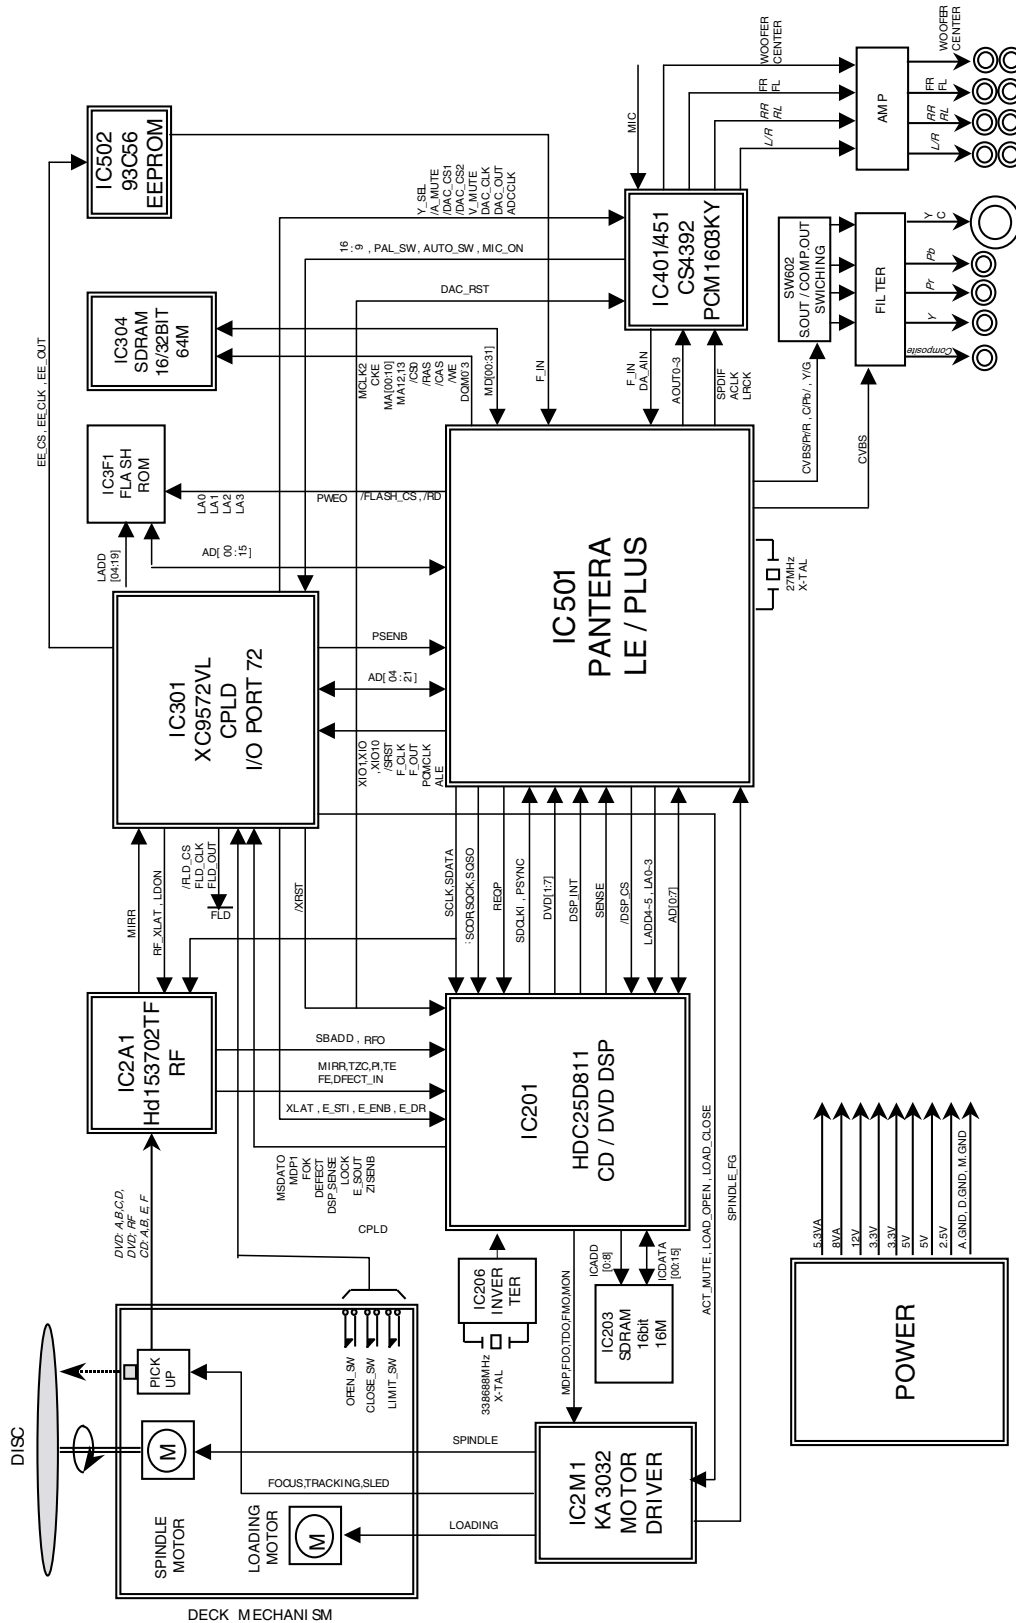 DISC
SPINDLE
MOTOR
M
LOADING
MOTOR
M
PICK
UP
OPEN_SW
CLOSE_SW
LIMIT_SW
DECK MECHANISM
DVD: A,B,C,D,
DVD; RF
CD: A,B, E, F
SPINDLE
FOCUS,TRACKING,SLED
LOADING
IC2M1
KA3032
MOTOR
DRIVER
MDP,FDO,TDO,FMO,MON
IC2A1
Hd153702TF
RF
MIRR
RF_XLAT , LDON
/FLD_CS
FLD_CLK
FLD_OUT
FLD
/XRST
SBADD , RFO
MIRR,TZC,PI,TE
FE,DFECT_IN
XLAT , E_STI , E_ENB , E_DR
MSDATO
MDP1
FOK
DEFECT
DSP_SENSE
LOCK
E_SOUT
ZISENB
CPLD
IC206
INVER
TER
33.8688MHz
X-TAL
ICADD
[0:8]
ICDATA
[00:15]
IC203
SDRAM
16bit
16M
IC201
HDC25D811
CD / DVD DSP
SCLK,SDATA
SCOR,SQCK,SQSO
REQP
SDCLKI , PSYNC
DVD[1:7]
DSP_INT
SENSE
/DSP_CS
LADD4~5 , LA0~3
AD[0:7]
ACT_MUTE , LOAD_OPEN , LOAD_CLOSE
SPINDLE_FG
IC301
XC9572VL
CPLD
I/O PORT 72
EE_CS , EE_CLK , EE_OUT
LADD
[04:19]
AD[ 00 : 15 ]
PSENB
AD[ 04 : 21 ]
XIO1,XIO
, XIO10
/SRST
F_CLK
F_OUT
PCMCLK
ALE
IC3F1
FLASH
ROM
LA0
LA1
LA2
LA3
PWEO
/FLASH_CS , /RD
IC304
SDRAM
16/32BIT
64M
MCLK2
CKE
MA[00:10]
MA12,13
/CS0
/RAS
/CAS
/WE
DQM0~3
MD[00:31]
IC502
93C56
EEPROM
F_IN
16 : 9 , PAL_SW , AUTO_SW , MIC_ON
DAC_RST
Y_SEL
/A_MUTE
/DAC_CS1
/DAC_CS2
V_MUTE
DAC_CLK
DAC_OUT
ADCCLK
IC501
PANTERA
LE / PLUS
27MHz
X-TAL
F_IN
DA_AIN
AOUT0~3
SPDIF
ACLK
LRCK
CVBS/Pr/R , C/Pb/ , Y/G
CVBS
IC401/451
CS4392
PCM1603KY
MIC
WOOFER
CENTER
FR
FL
RR
RL
L/R
AMP
WOOFER
CENTER
FR
FL
RR
RL
L/R
SW602
S.OUT / COMP.OUT
SWICHING
FILTER
Y
C
Pb
Pr
Y
Composite
POWER
5.3VA
8VA
12V
3.3V
3.3V
5V
5V
2.5V
A.GND, D.GND, M.GND